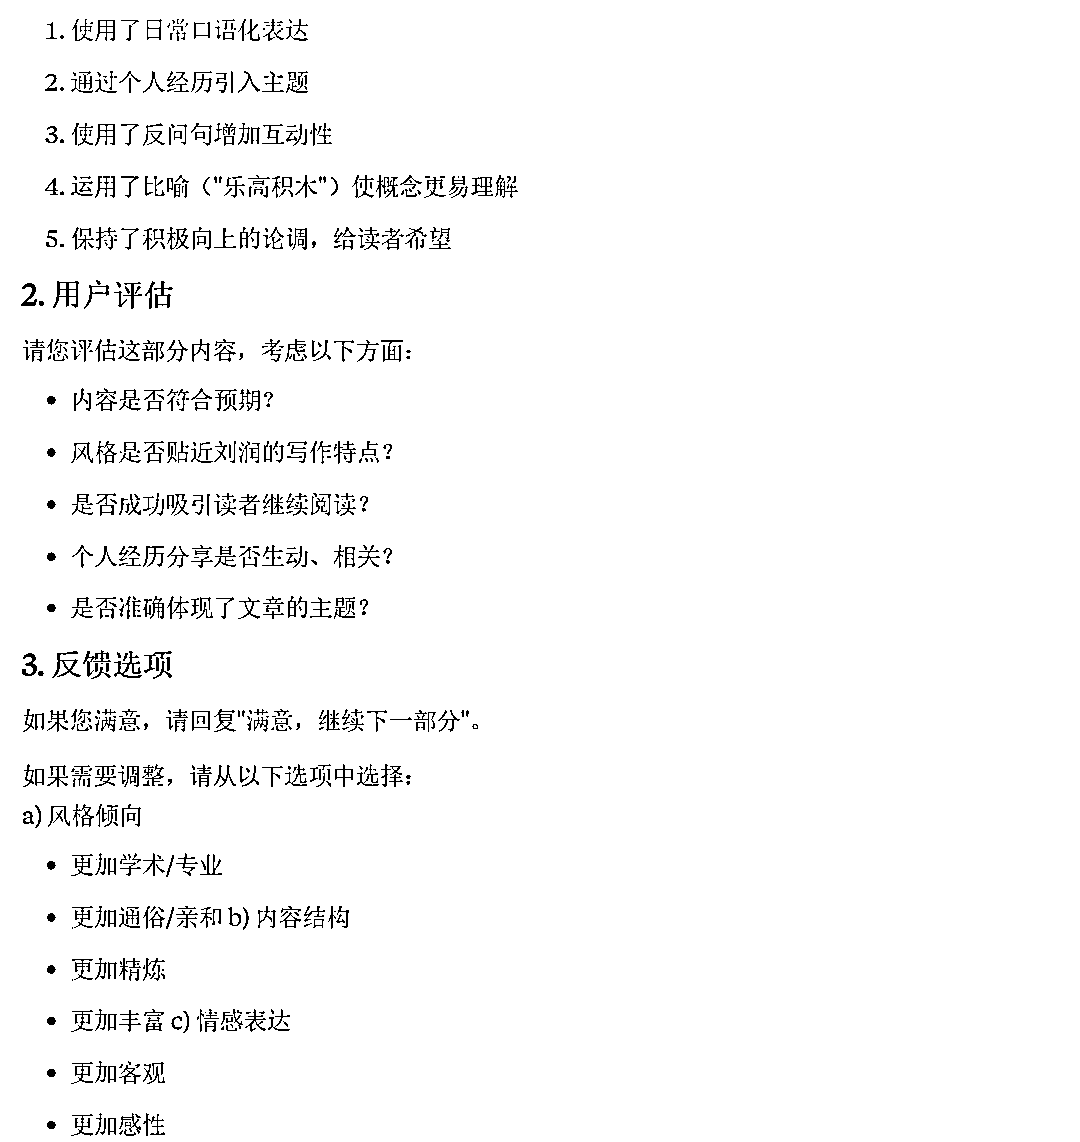 1. 使用了日常口语化表达
2. 通过个人经历引入主题
3. 使用了反问句增加互动性
4. 运用了比喻（"乐高积木"）使概念更易理解
5. 保持了积极向上的论调，给读者希望
2. 用户评估
请您评估这部分内容，考虑以下方面：
• 内容是否符合预期？
• 风格是否贴近刘润的写作特点？
• 是否成功吸引读者继续阅读？
• 个人经历分享是否生动、相关？
• 是否准确体现了文章的主题？
3. 反馈选项
如果您满意，请回复"满意，继续下一部分"。
如果需要调整，请从以下选项中选择：
a) 风格倾向
• 更加学术/专业
• 更加通俗/亲和 b) 内容结构
• 更加精炼
• 更加丰富 c) 情感表达
• 更加客观
• 更加感性